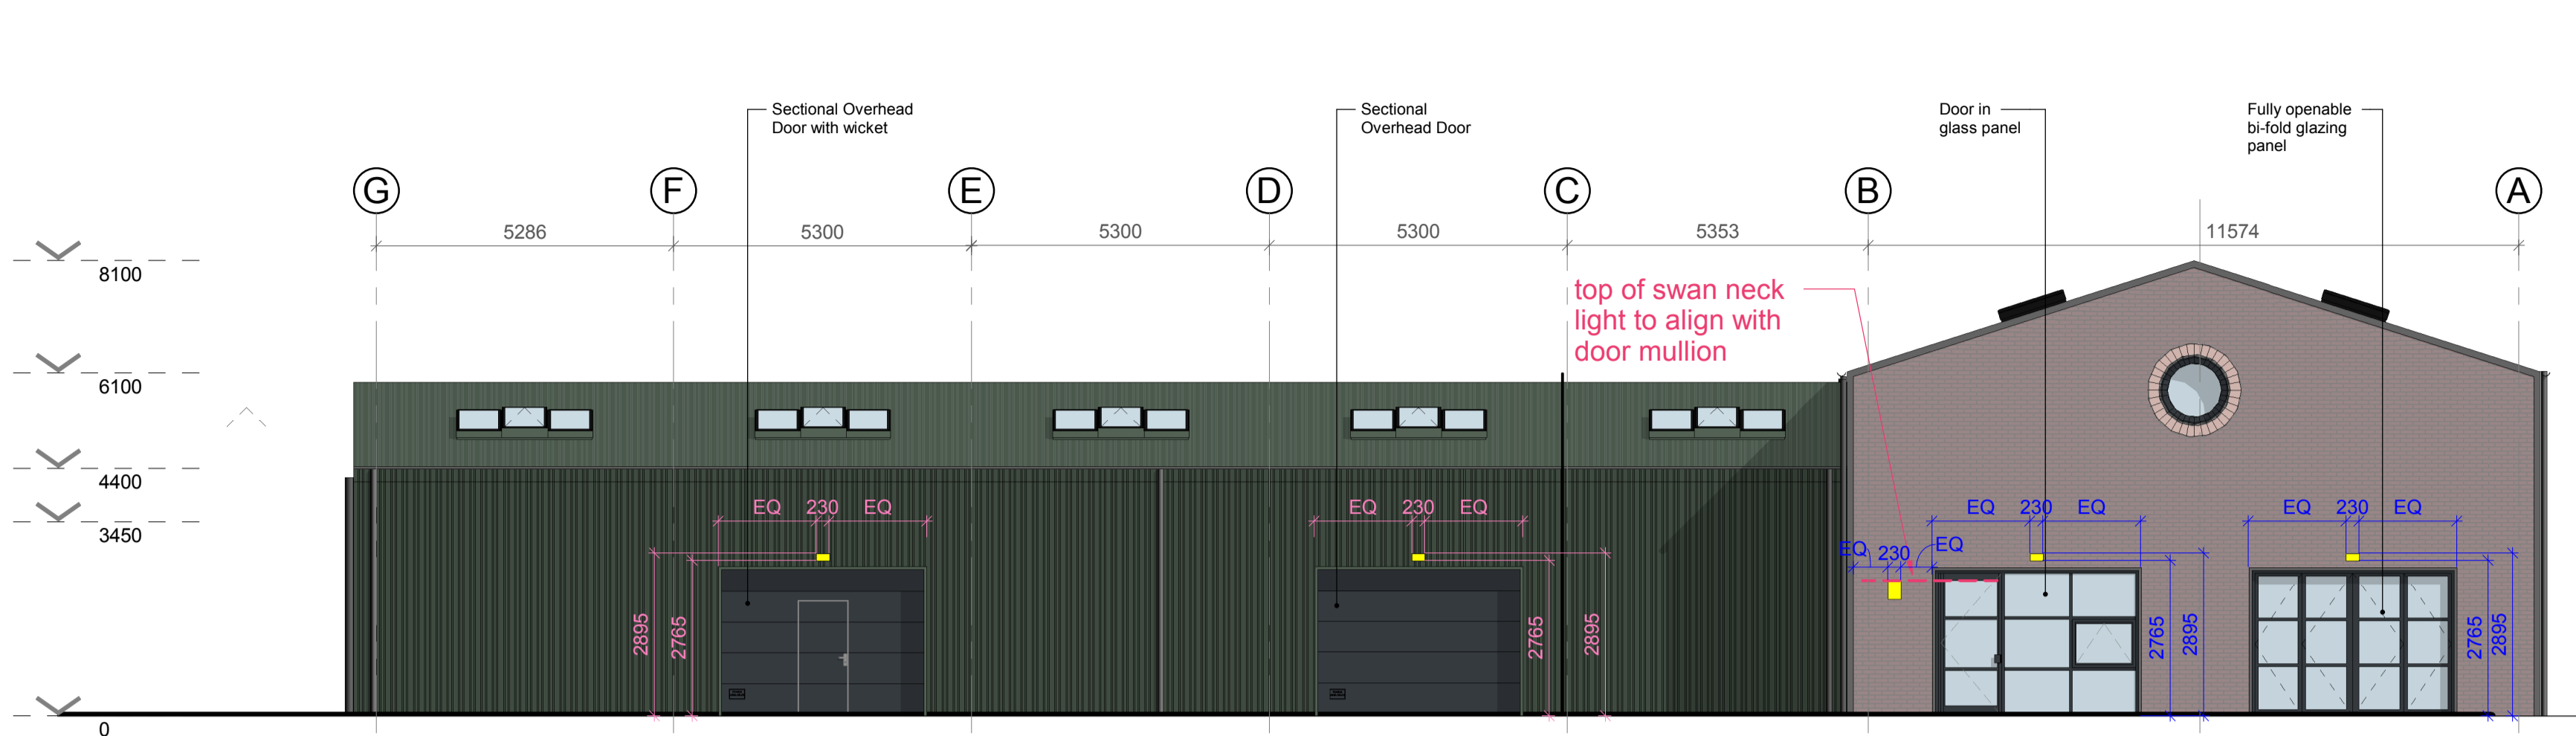 Sectional Overhead
Door with wicket
Sectional
Overhead Door
Door in
glass panel
Fully openable
bi-fold glazing
panel
G
F
E
D
C
B
A
5286
5300
5300
5300
5353
11574
8100
6100
4400
3450
0
top of swan neck
light to align with
door mullion
EQ 230 EQ
2895
2765
EQ 230 EQ
2765
2895
EQ 230 EQ
EQ 230 EQ
2765
2895
EQ 230 EQ
2765
2895